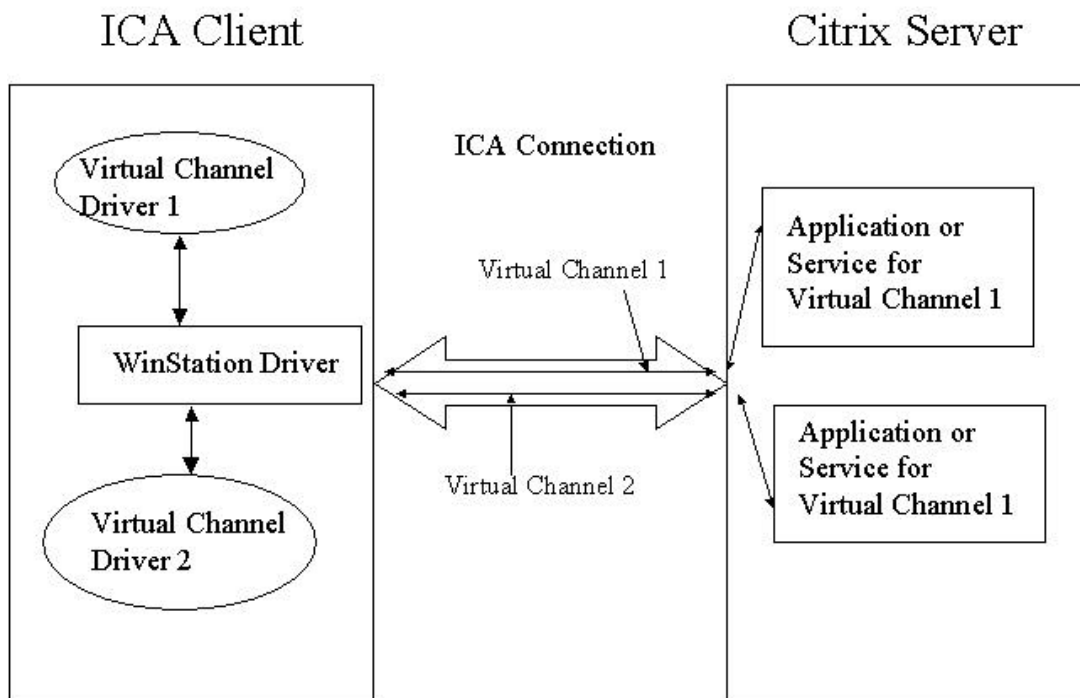 ICA Client
Citrix Server
Virtual Channel
Driver 1
WinStation Driver
Virtual Channel
Driver 2
ICA Connection
Virtual Channel 1
Virtual Channel 2
Application or
Service for
Virtual Channel 1
Application or
Service for
Virtual Channel 1